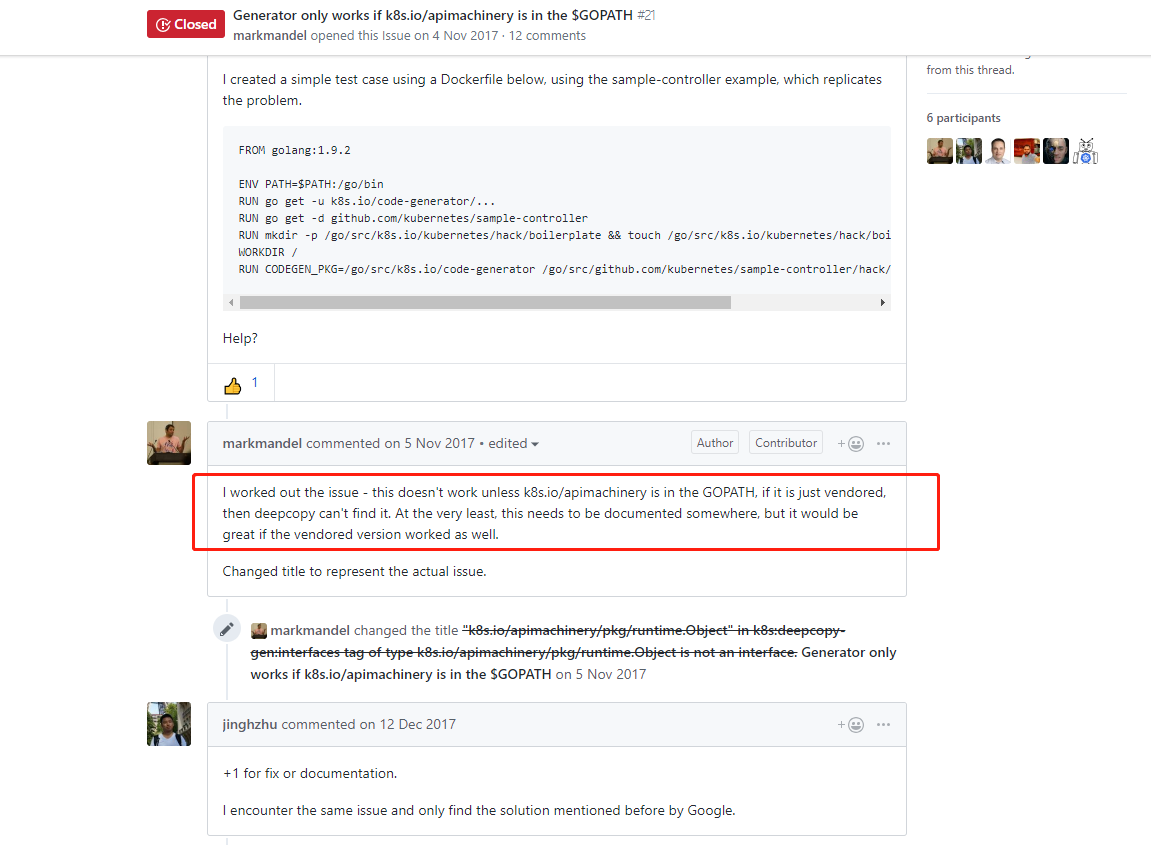 Closed
Generator only works if k8s.io/apimachinery is in the $GOPATH #21
markmandel opened this Issue on 4 Nov 2017 · 12 comments
from this thread.
6 participants
I created a simple test case using a Dockerfile below, using the sample-controller example, which replicates
the problem.
FROM golang:1.9.2
ENV PATH=$PATH:/go/bin
RUN go get -u k8s.io/code-generator/...
RUN go get -d github.com/kubernetes/sample-controller
RUN mkdir -p /go/src/k8s.io/kubernetes/hack/boilerplate && touch /go/src/k8s.io/kubernetes/hack/boi
WORKDIR /
RUN CODEGEN_PKG=/go/src/k8s.io/code-generator /go/src/github.com/kubernetes/sample-controller/hack/
Help?
1
markmandel commented on 5 Nov 2017 • edited
Author
Contributor
I worked out the issue - this doesn't work unless k8s.io/apimachinery is in the GOPATH, if it is just vendored,
then deepcopy can't find it. At the very least, this needs to be documented somewhere, but it would be
great if the vendored version worked as well.
Changed title to represent the actual issue.
markmandel changed the title "k8s.io/apimachinery/pkg/runtime.Object" in k8s:deepcopy-
gen:interfaces tag of type k8s.io/apimachinery/pkg/runtime.Object is not an interface. Generator only
works if k8s.io/apimachinery is in the $GOPATH on 5 Nov 2017
jinghzhu commented on 12 Dec 2017
+1 for fix or documentation.
I encounter the same issue and only find the solution mentioned before by Google.